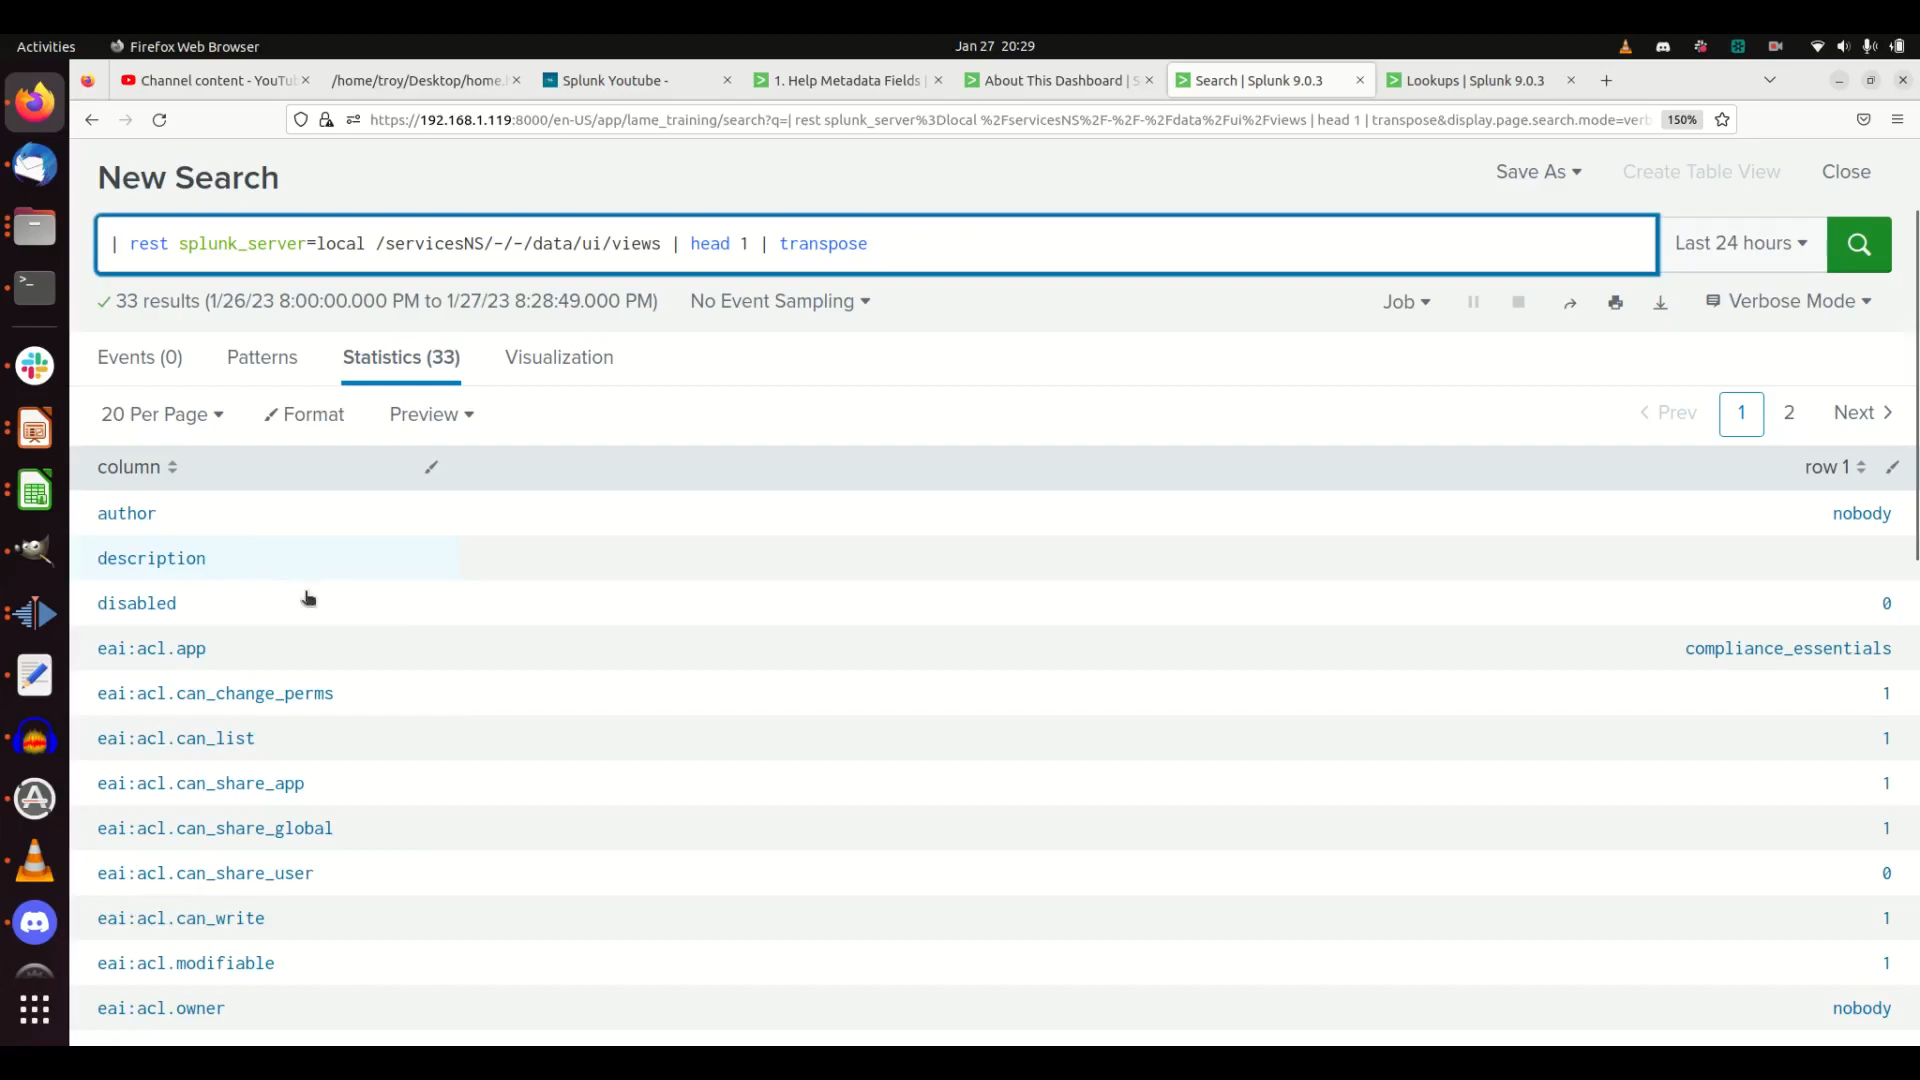 Activities Firefox Web Browser Jan 27 20:29
Channel content - YouTu /home/troy/Desktop/home. Splunk Youtube - 1. Help Metadata Fields | About This Dashboard | S Search | Splunk 9.0.3 Lookups | Splunk 9.0.3
https://192.168.1.119:8000/en-US/app/lame_training/search?q=| rest splunk_server%3Dlocal %2FservicesNS%2F-%2F-%2Fdata%2Fui%2Fviews | head 1 | transpose&display.page.search.mode=verb 150%
New Search Save As Create Table View Close
| rest splunk_server=local /servicesNS/-/-/data/ui/views | head 1 | transpose Last 24 hours
33 results (1/26/23 8:00:00.000 PM to 1/27/23 8:28:49.000 PM) No Event Sampling Job Verbose Mode
Events (0) Patterns Statistics (33) Visualization
20 Per Page Format Preview < Prev 1 2 Next >
column row 1
author nobody
description
disabled 0
eai:acl.app compliance_essentials
eai:acl.can_change_perms 1
eai:acl.can_list 1
eai:acl.can_share_app 1
eai:acl.can_share_global 1
eai:acl.can_share_user 0
eai:acl.can_write 1
eai:acl.modifiable 1
eai:acl.owner nobody